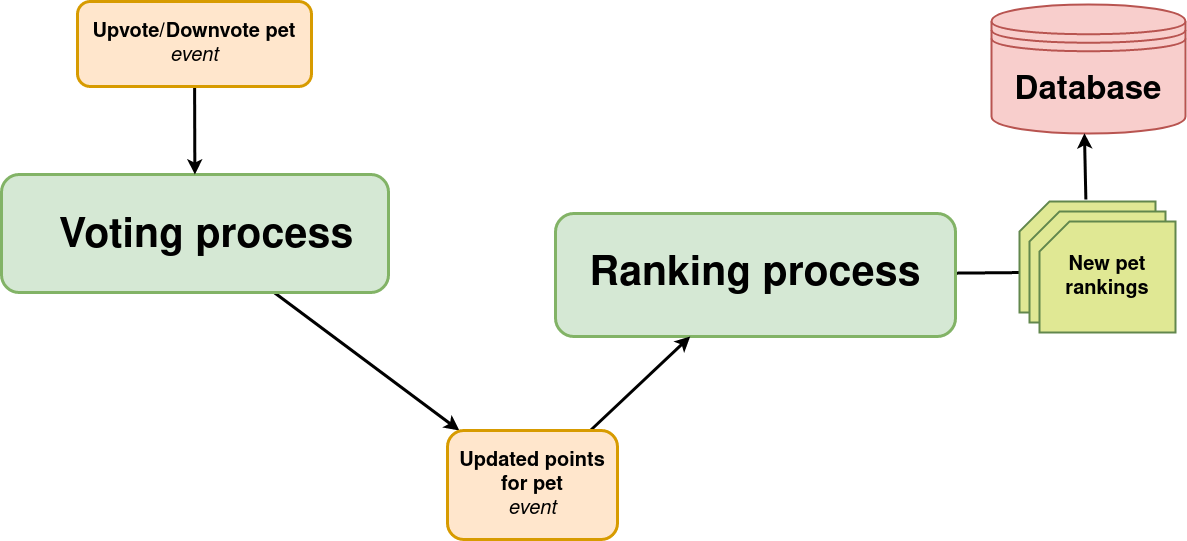 Upvote/Downvote pet
event
Database
Voting process
Ranking process
New pet
rankings
Updated points
for pet
event